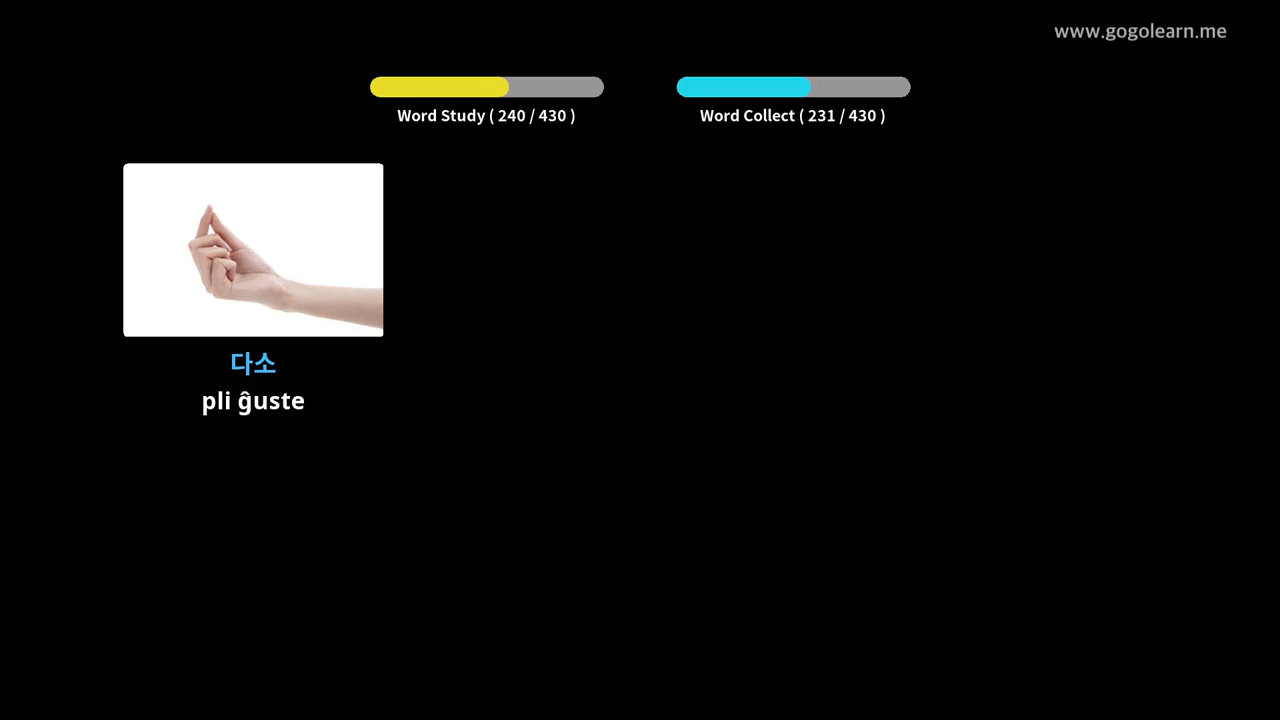 www.gogolearn.me
Word Study ( 240 / 430 )
Word Collect ( 231 / 430 )
다소
pli ĝuste